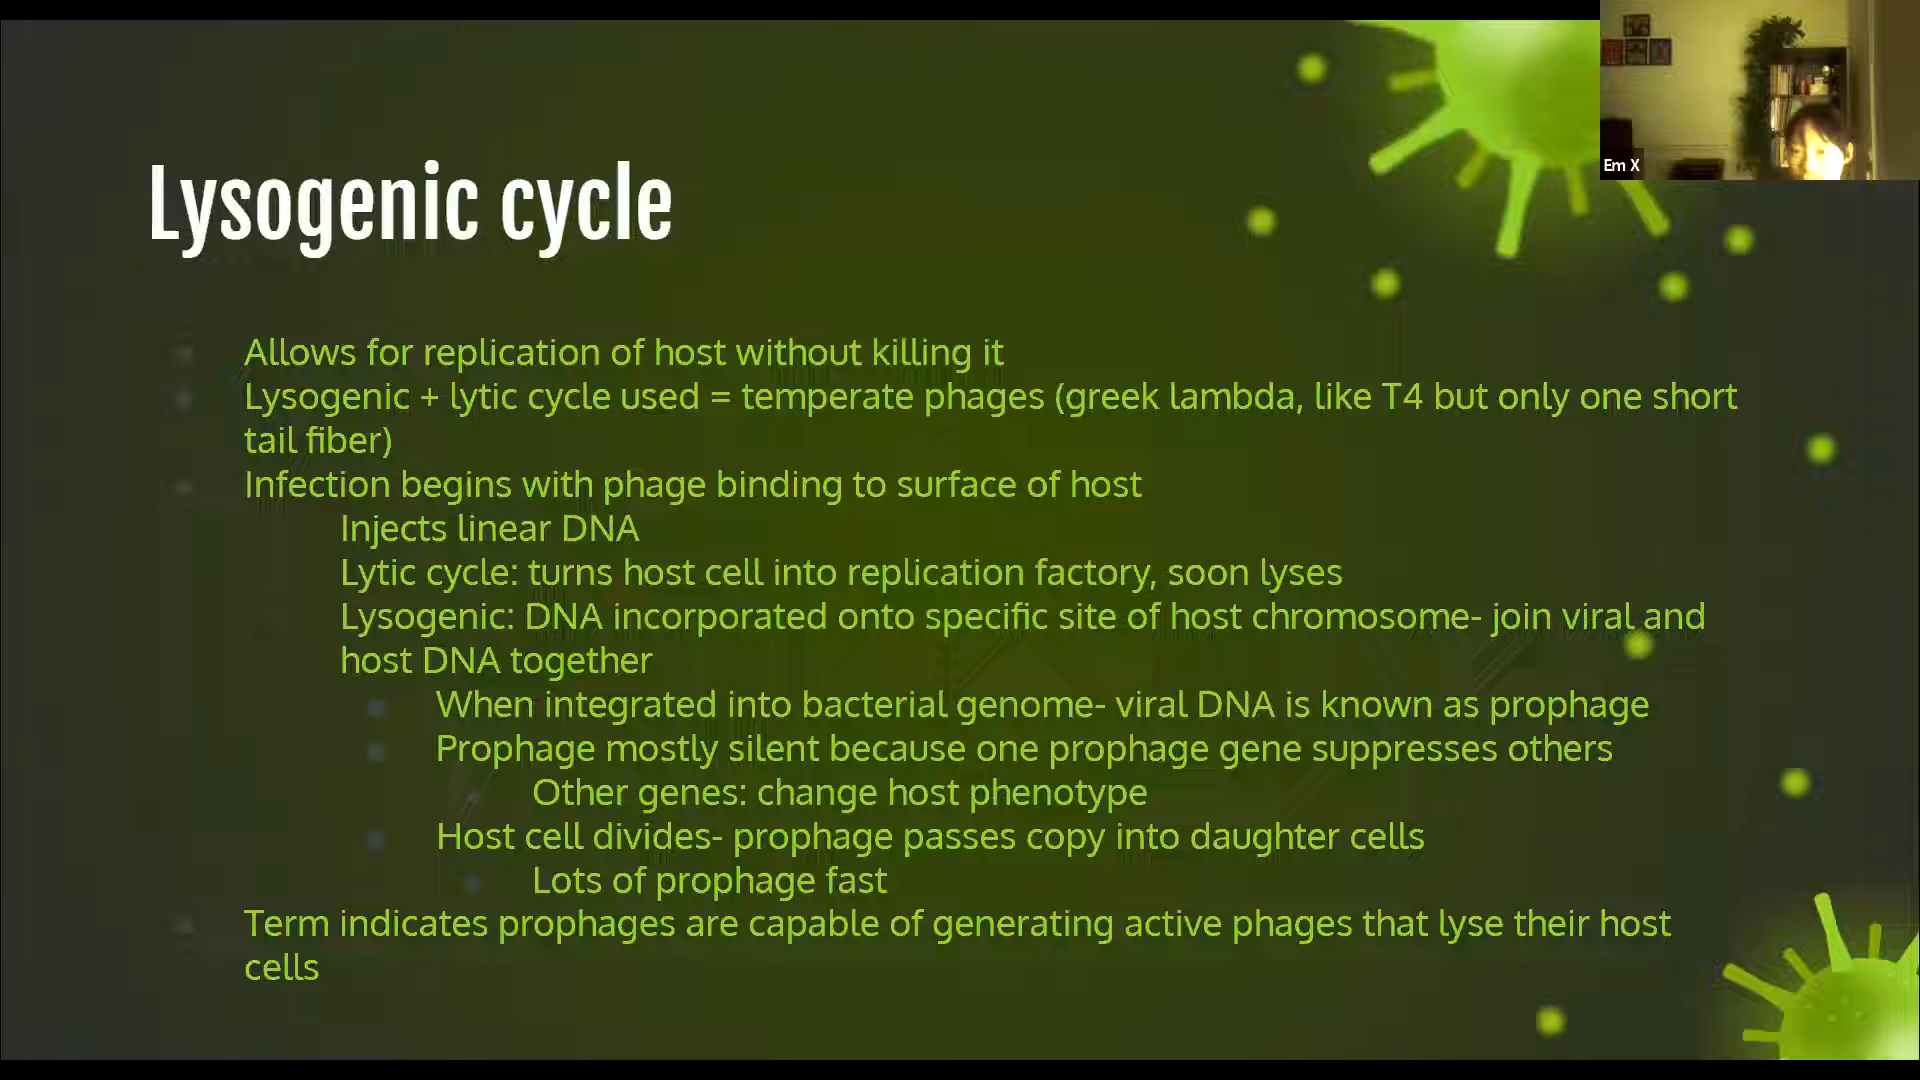 Em X
Lysogenic cycle
Allows for replication of host without killing it
Lysogenic + lytic cycle used = temperate phages (greek lambda, like T4 but only one short
tail fiber)
Infection begins with phage binding to surface of host
Injects linear DNA
Lytic cycle: turns host cell into replication factory, soon lyses
Lysogenic: DNA incorporated onto specific site of host chromosome- join viral and
host DNA together
When integrated into bacterial genome- viral DNA is known as prophage
Prophage mostly silent because one prophage gene suppresses others
Other genes: change host phenotype
Host cell divides- prophage passes copy into daughter cells
Lots of prophage fast
Term indicates prophages are capable of generating active phages that lyse their host
cells